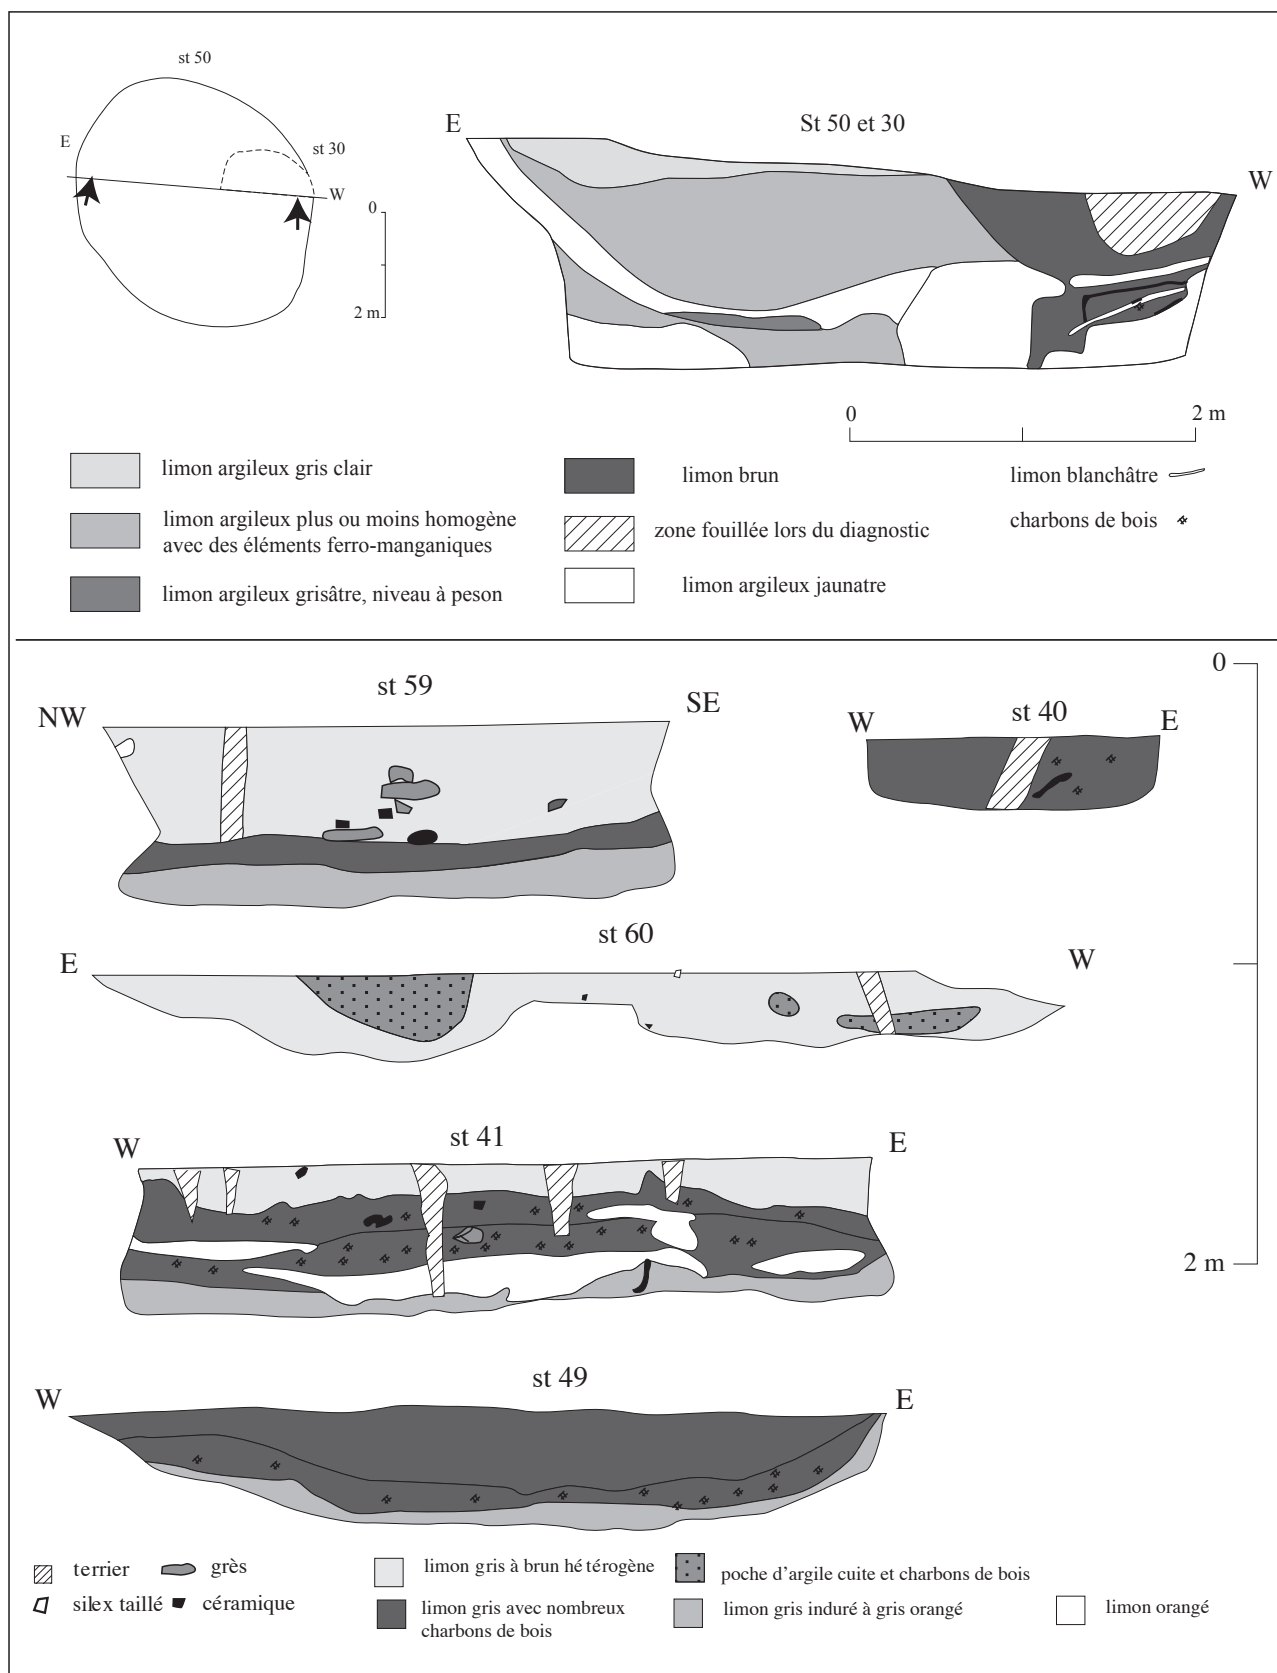 st 50
E
st 30
W
0
2 m
St 50 et 30
E
W
0
2 m
limon argileux gris clair
limon argileux plus ou moins homogène
avec des éléments ferro-manganiques
limon argileux grisâtre, niveau à peson
limon brun
zone fouillée lors du diagnostic
limon argileux jaunatre
limon blanchâtre
charbons de bois
0
2 m
st 59
NW
SE
st 40
W
E
st 60
E
W
st 41
W
E
st 49
W
E
terrier
grès
silex taillé
céramique
limon gris à brun hé térogène
limon gris avec nombreux
charbons de bois
poche d'argile cuite et charbons de bois
limon gris induré à gris orangé
limon orangé